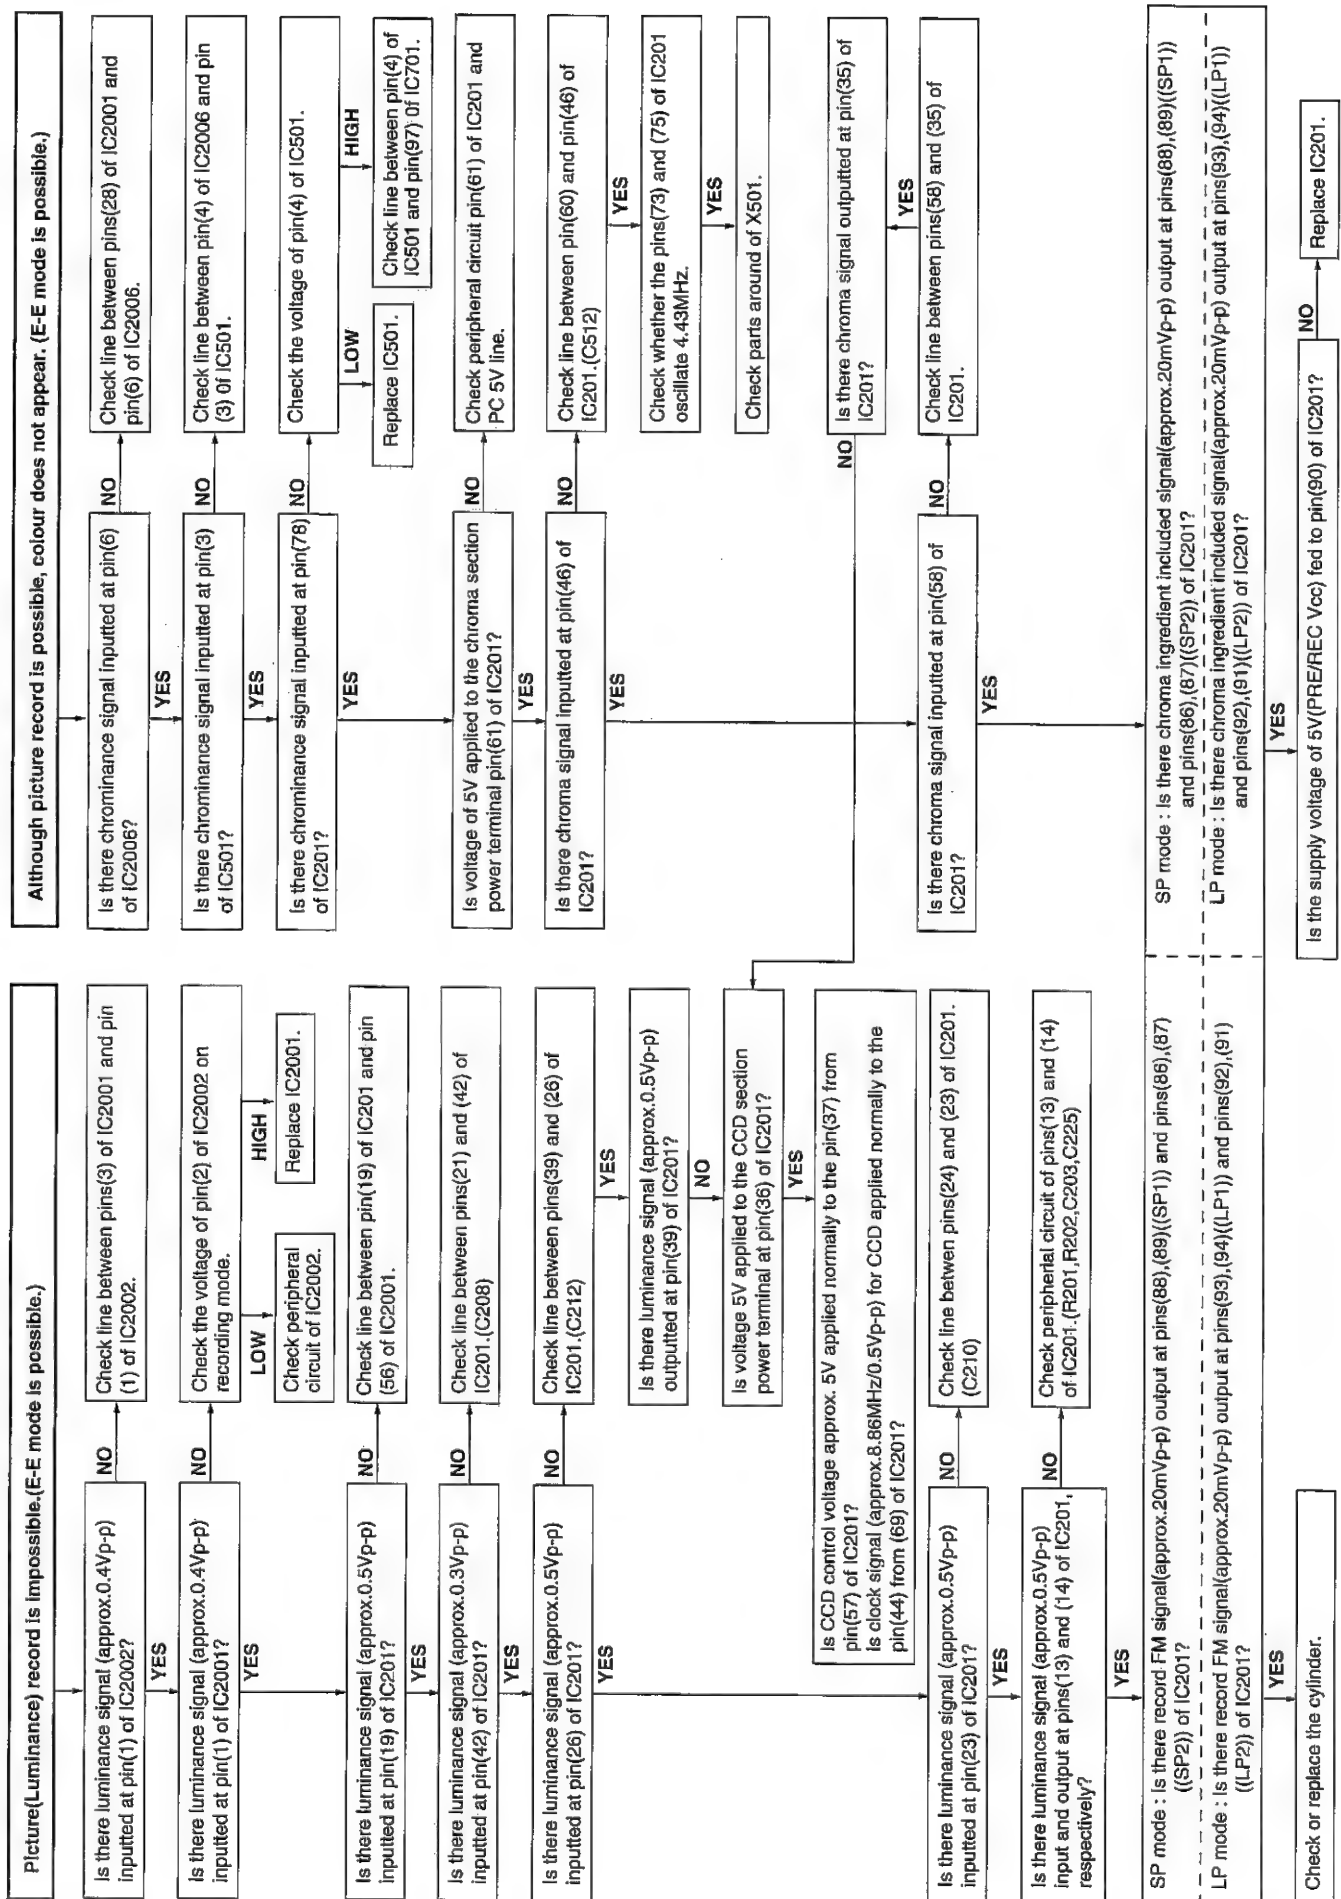 Picture(Luminance) record is impossible.(E-E mode is possible.)
Is there luminance signal (approx.0.4Vp-p)
inputted at pin(1) of IC2002?
NO
Check line between pins(3) of IC2001 and pin
(1) of IC2002.
YES
Is there luminance signal (approx.0.4Vp-p)
inputted at pin(1) of IC2001?
NO
Check the voltage of pin(2) of IC2002 on
recording mode.
LOW
HIGH
Check peripheral
circuit of IC2002.
Replace IC2001.
YES
Is there luminance signal (approx.0.5Vp-p)
inputted at pin(19) of IC201?
NO
Check line between pin(19) of IC201 and pin
(56) of IC2001.
YES
Is there luminance signal (approx.0.3Vp-p)
inputted at pin(42) of IC201?
NO
Check line between pins(21) and (42) of
IC201.(C208)
YES
Is there luminance signal (approx.0.5Vp-p)
inputted at pin(26) of IC201?
NO
Check line between pins(39) and (26) of
IC201.(C212)
YES
YES
Is there luminance signal (approx.0.5Vp-p)
outputted at pin(39) of IC201?
NO
Is voltage 5V applied to the CCD section
power terminal at pin(36) of IC201?
YES
Is CCD control voltage approx. 5V applied normally to the pin(37) from
pin(57) of IC201?
Is clock signal (approx.8.86MHz/0.5Vp-p) for CCD applied normally to the
pin(44) from (69) of IC201?
Is there luminance signal (approx.0.5Vp-p)
inputted at pin(23) of IC201?
NO
Check line betwen pins(24) and (23) of IC201.
(C210)
YES
Is there luminance signal (approx.0.5Vp-p)
input and output at pins(13) and (14) of IC201,
respectively?
NO
Check peripherial circuit of pins(13) and (14)
of IC201.(R201,R202,C203,C225)
YES
SP mode : Is there record FM signal(approx.20mVp-p) output at pins(88),(89)((SP1)) and pins(86),(87)
((SP2)) of IC201?
LP mode : Is there record FM signal(approx.20mVp-p) output at pins(93),(94)((LP1)) and pins(92),(91)
((LP2)) of IC201?
YES
Check or replace the cylinder.
Although picture record is possible, colour does not appear. (E-E mode is possible.)
Is there chrominance signal inputted at pin(6)
of IC2006?
NO
Check line between pins(28) of IC2001 and
pin(6) of IC2006.
YES
Is there chrominance signal inputted at pin(3)
of IC501?
NO
Check line between pin(4) of IC2006 and pin
(3) of IC501.
YES
Is there chrominance signal inputted at pin(78)
of IC201?
NO
Check the voltage of pin(4) of IC501.
LOW
HIGH
Replace IC501.
Check line between pin(4) of
IC501 and pin(97) of IC701.
YES
Is voltage of 5V applied to the chroma section
power terminal pin(61) of IC201?
NO
Check peripheral circuit pin(61) of IC201 and
PC 5V line.
YES
Is there chroma signal inputted at pin(46) of
IC201?
NO
Check line between pin(60) and pin(46) of
IC201.(C512)
YES
YES
Check whether the pins(73) and (75) of IC201
oscillate 4.43MHz.
YES
Check parts around of X501.
NO
Is there chroma signal outputted at pin(35) of
IC201?
YES
Is there chroma signal inputted at pin(58) of
IC201?
NO
Check line between pins(58) and (35) of
IC201.
YES
SP mode : Is there chroma ingredient included signal(approx.20mVp-p) output at pins(88),(89)((SP1))
and pins(86),(87)((SP2)) of IC201?
LP mode : Is there chroma ingredient included signal(approx.20mVp-p) output at pins(93),(94)((LP1))
and pins(92),(91)((LP2)) of IC201?
YES
Is the supply voltage of 5V(PRE/REC Vcc) fed to pin(90) of IC201?
NO
Replace IC201.